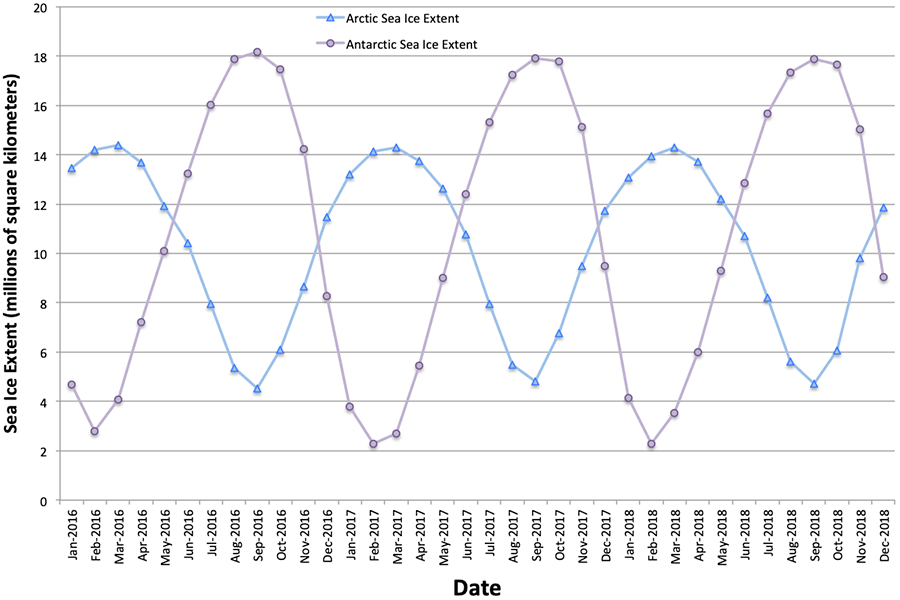 Arctic Sea Ice Extent
Antarctic Sea Ice Extent
Sea Ice Extent (millions of square kilometers)
20
18
16
14
12
10
8
6
4
2
0
Jan-2016
Feb-2016
Mar-2016
Apr-2016
May-2016
Jun-2016
Jul-2016
Aug-2016
Sep-2016
Oct-2016
Nov-2016
Dec-2016
Jan-2017
Feb-2017
Mar-2017
Apr-2017
May-2017
Jun-2017
Jul-2017
Aug-2017
Sep-2017
Oct-2017
Nov-2017
Dec-2017
Jan-2018
Feb-2018
Mar-2018
Apr-2018
May-2018
Jun-2018
Jul-2018
Aug-2018
Sep-2018
Oct-2018
Nov-2018
Dec-2018
Date